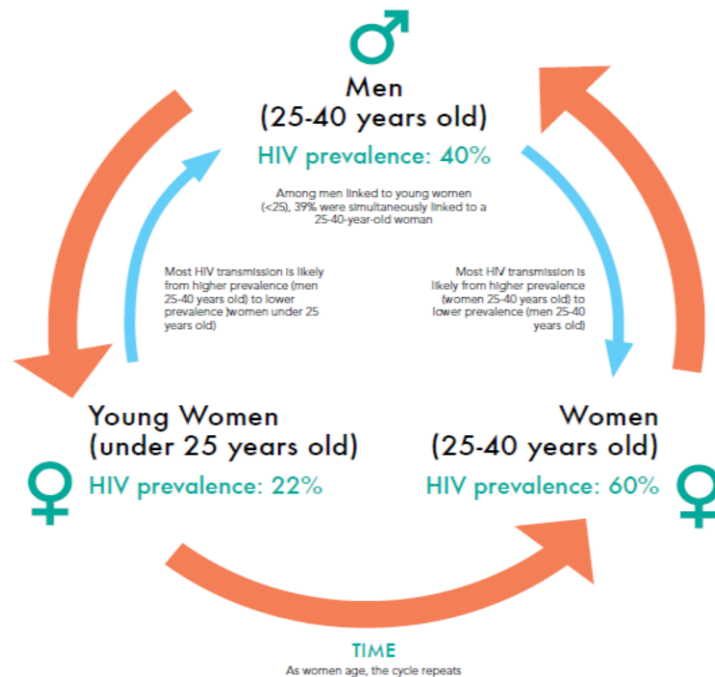 Men
(25-40 years old)
HIV prevalence: 40%
Among men linked to young women
(<25), 39% were simultaneously linked to a
25-40-year-old woman
Most HIV transmission is likely
from higher prevalence (men
25-40 years old) to lower
prevalence )women under 25
years old)
Most HIV transmission is
likely from higher prevalence
(women 25-40 years old) to
lower prevalence (men 25-40
years old)
Young Women
(under 25 years old)
HIV prevalence: 22%
Women
(25-40 years old)
HIV prevalence: 60%
TIME
As women age, the cycle repeats